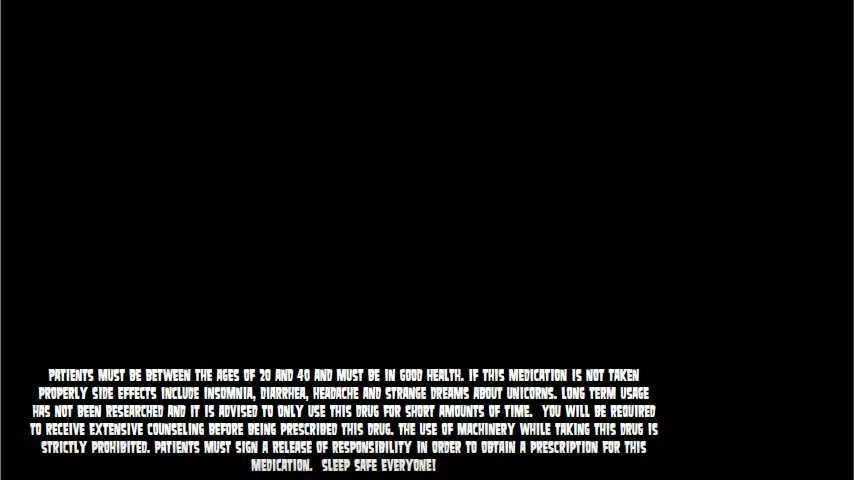 PATIENTS MUST BE BETWEEN THE AGES OF 20 AND 40 AND MUST BE IN GOOD HEALTH. IF THIS MEDICATION IS NOT TAKEN
PROPERLY SIDE EFFECTS INCLUDE INSOMNIA, DIARRHEA, HEADACHE AND STRANGE DREAMS ABOUT UNICORNS. LONG TERM USAGE
HAS NOT BEEN RESEARCHED AND IT IS ADVISED TO ONLY USE THIS DRUG FOR SHORT AMOUNTS OF TIME.  YOU WILL BE REQUIRED
TO RECEIVE EXTENSIVE COUNSELING BEFORE BEING PRESCRIBED THIS DRUG. THE USE OF MACHINERY WHILE TAKING THIS DRUG IS
STRICTLY PROHIBITED. PATIENTS MUST SIGN A RELEASE OF RESPONSIBILITY IN ORDER TO OBTAIN A PRESCRIPTION FOR THIS
MEDICATION.  SLEEP SAFE EVERYONE!